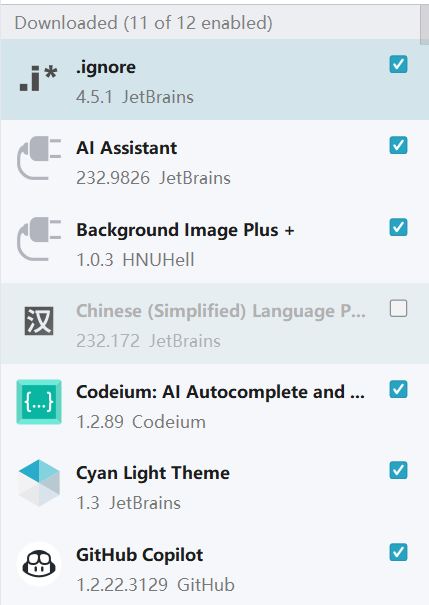 Downloaded (11 of 12 enabled)
.i*
.ignore
4.5.1 JetBrains
AI Assistant
232.9826 JetBrains
Background Image Plus +
1.0.3 HNUHell
汉
Chinese (Simplified) Language P...
232.172 JetBrains
{...}
Codeium: AI Autocomplete and ...
1.2.89 Codeium
Cyan Light Theme
1.3 JetBrains
GitHub Copilot
1.2.22.3129 GitHub